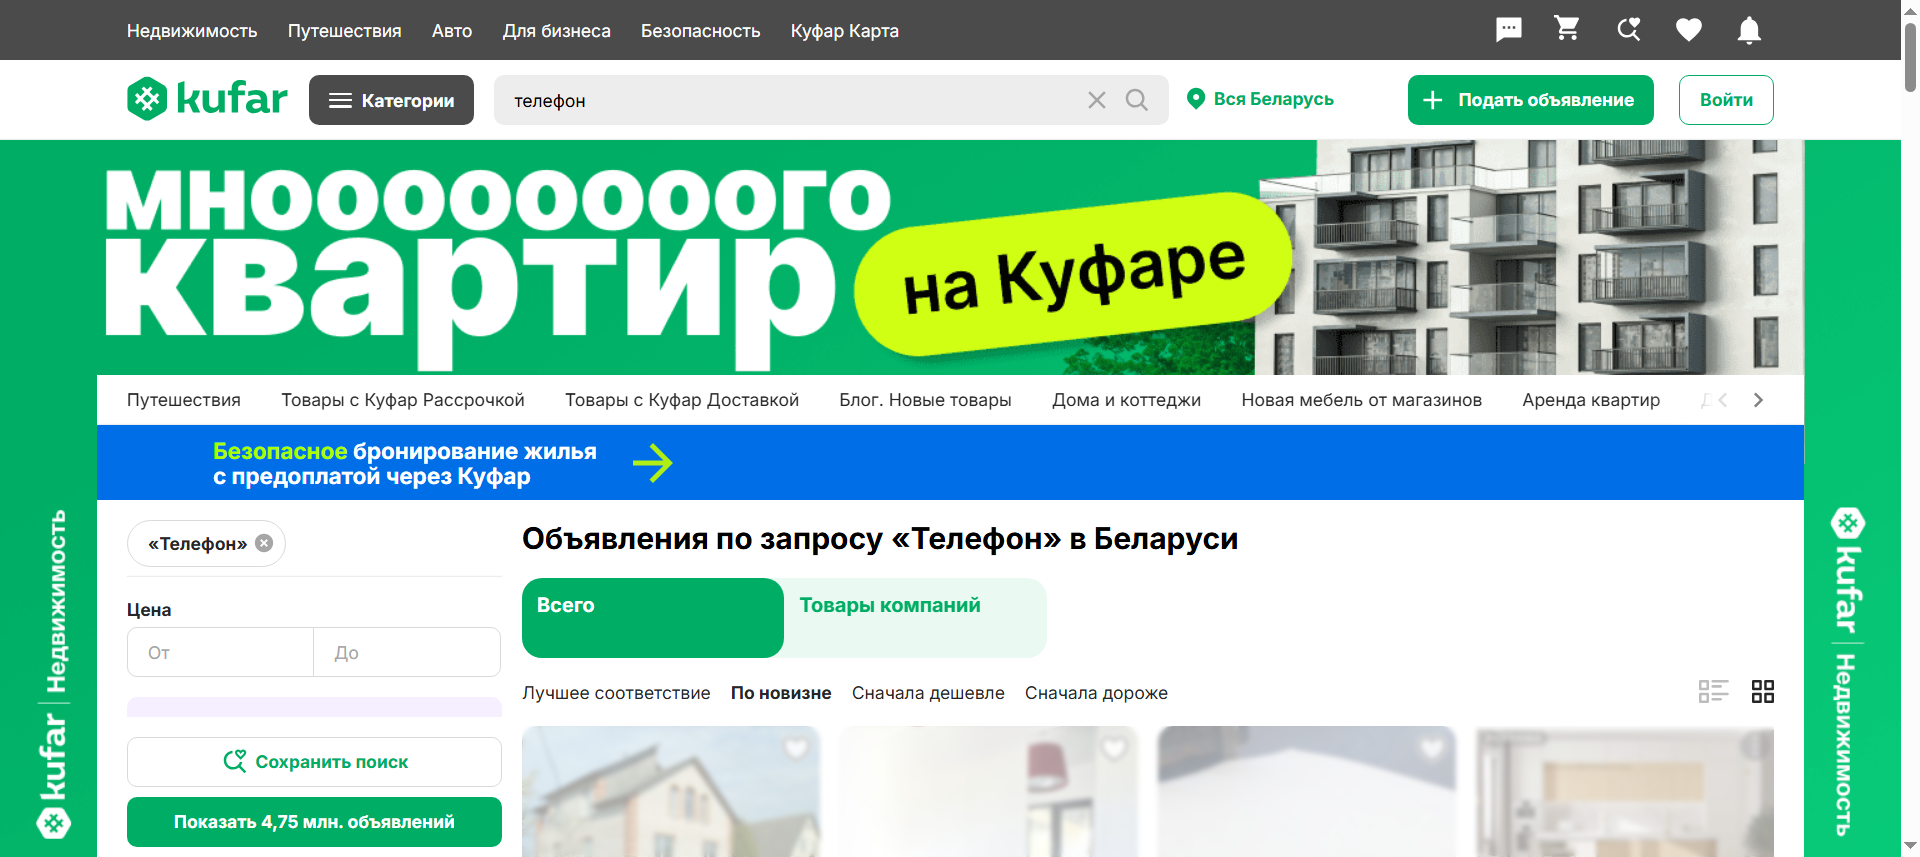 Недвижимость Путешествия Авто Для бизнеса Безопасность Куфар Карта
kufar Категории телефон Вся Беларусь Подать объявление Войти
мнооооооооого
квартир
на Куфаре
Путешествия Товары с Куфар Рассрочкой Товары с Куфар Доставкой Блог. Новые товары Дома и коттеджи Новая мебель от магазинов Аренда квартир
Безопасное бронирование жилья
с предоплатой через Куфар
«Телефон»
Цена
От До
Сохранить поиск
Показать 4,75 млн. объявлений
Объявления по запросу «Телефон» в Беларуси
Всего Товары компаний
Лучшее соответствие По новизне Сначала дешевле Сначала дороже
kufar | Недвижимость
kufar | Недвижимость